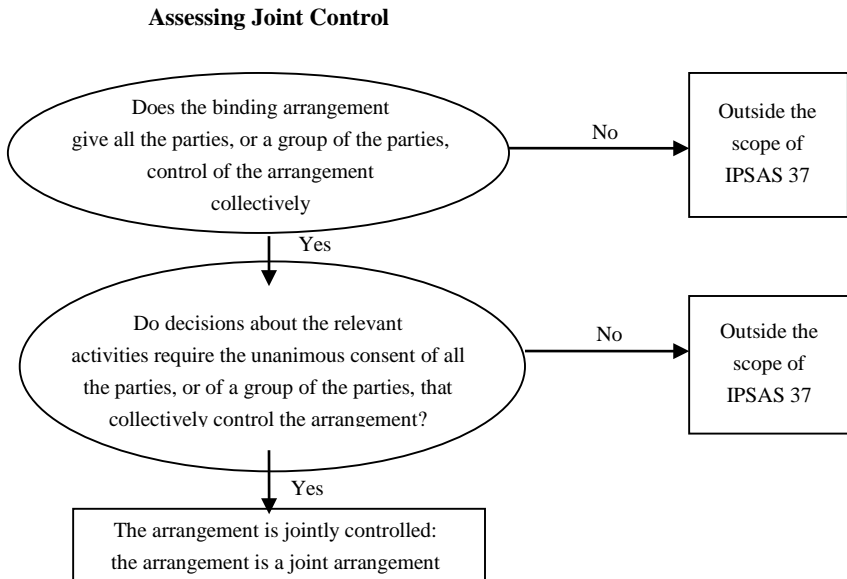 Assessing Joint Control
Does the binding arrangement
give all the parties, or a group of the parties,
control of the arrangement
collectively
No
Outside the
scope of
IPSAS 37
Yes
Do decisions about the relevant
activities require the unanimous consent of all
the parties, or of a group of the parties, that
collectively control the arrangement?
No
Outside the
scope of
IPSAS 37
Yes
The arrangement is jointly controlled:
the arrangement is a joint arrangement